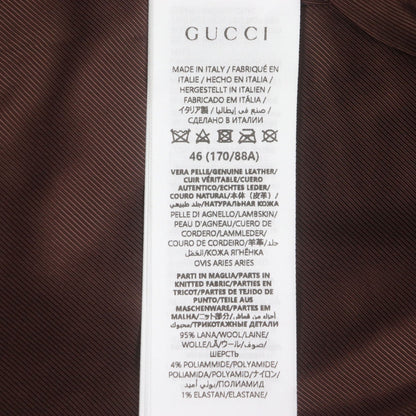 GUCCI
MADE IN ITALY / FABRIQUÉ EN
ITALIE / HECHO EN ITALIA /
HERGESTELLT IN ITALIEN /
FABRICADO EM ITÁLIA /
イタリア製 / صنع في إيطاليا /
СДЕЛАНО В ИТАЛИИ
46 (170/88A)
VERA PELLE/GENUINE LEATHER/
CUIR VÉRITABLE/CUERO
AUTENTICO/ECHTES LEDER/
COURO NATURAL/本体（皮革）/
جلد طبيعي/НАТУРАЛЬНАЯ КОЖА
PELLE DI AGNELLO/LAMBSKIN/
PEAU D'AGNEAU/CUERO DE
CORDERO/LAMMLEDER/
COURO DE CORDEIRO/羊革/جلد
الغنم/КОЖА ЯГНЁНКА
OVIS ARIES ARIES
PARTI IN MAGLIA/PARTS IN
KNITTED FABRIC/PARTIES EN
TRICOT/PARTES DE TEJIDO DE
PUNTO/TEILE AUS
MASCHENWARE/PARTES EM
MALHA/ニット部分/أجزاء من قماش
محبوك/ТРИКОТАЖНЫЕ ДЕТАЛИ
95% LANA/WOOL/LAINE/
WOLLE/LÃ/ウール/صوف/
ШЕРСТЬ
4% POLIAMMIDE/POLYAMIDE/
POLIAMIDA/POLYAMID/ナイロン/
بولي أميد/ПОЛИАМИД
1% ELASTAN/ELASTANE/